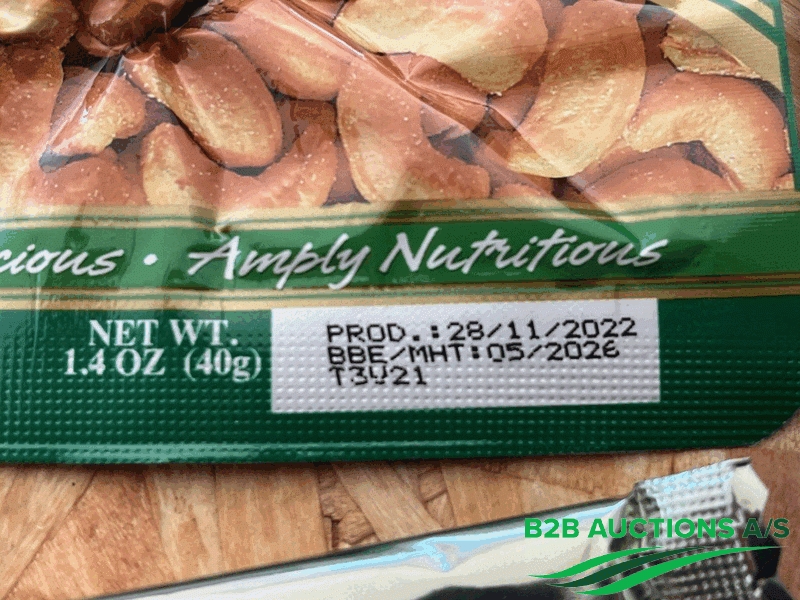 cious • Amply Nutritious
NET WT.
1.4 OZ (40g)
PROD.:28/11/2022
BBE/MHT:05/2026
T3V21
B2B AUCTIONS A/S